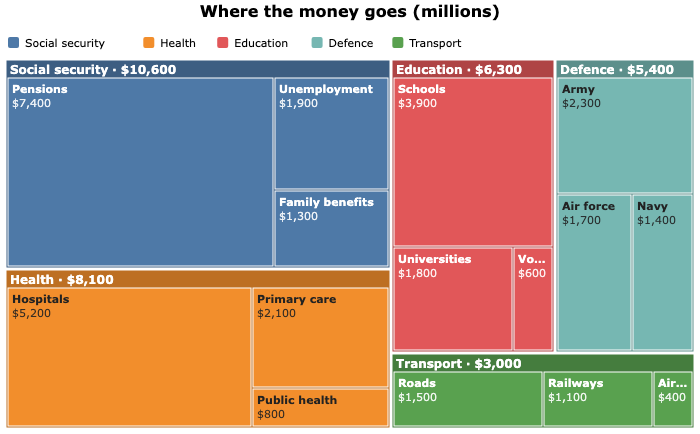 Where the money goes (millions)
Social security
Health
Education
Defence
Transport
Social security · $10,600
Pensions
$7,400
Unemployment
$1,900
Family benefits
$1,300
Health · $8,100
Hospitals
$5,200
Primary care
$2,100
Public health
$800
Education · $6,300
Schools
$3,900
Universities
$1,800
Vo...
$600
Defence · $5,400
Army
$2,300
Air force
$1,700
Navy
$1,400
Transport · $3,000
Roads
$1,500
Railways
$1,100
Air...
$400